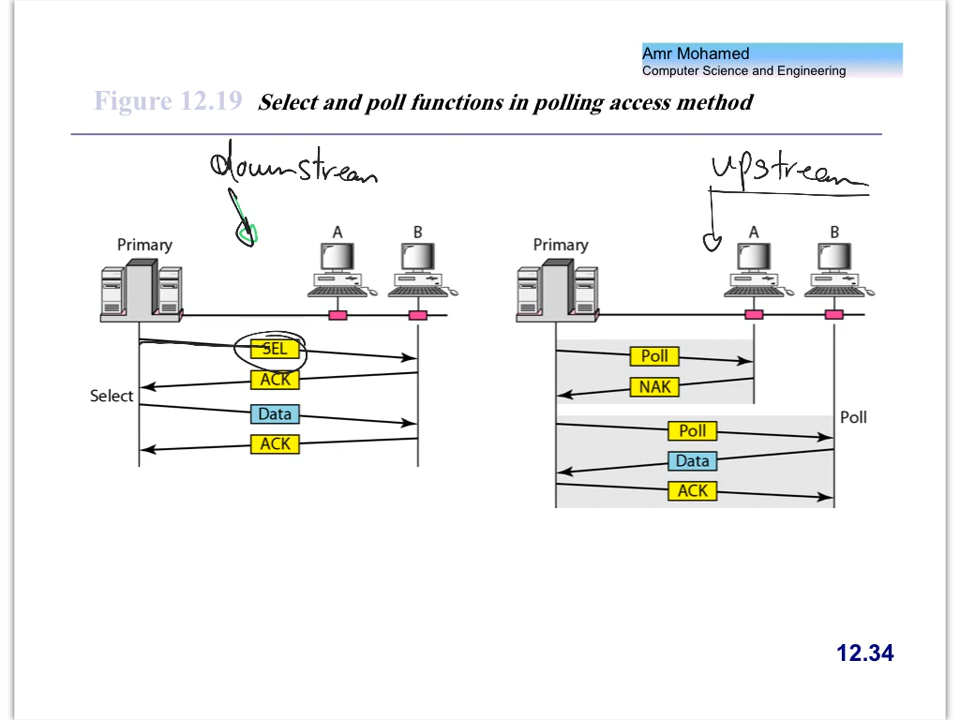 Amr Mohamed
Computer Science and Engineering
Figure 12.19 Select and poll functions in polling access method
downstream
upstream
Primary
A
B
SEL
ACK
Select
Data
ACK
Primary
A
B
Poll
NAK
Poll
Poll
Data
ACK
12.34